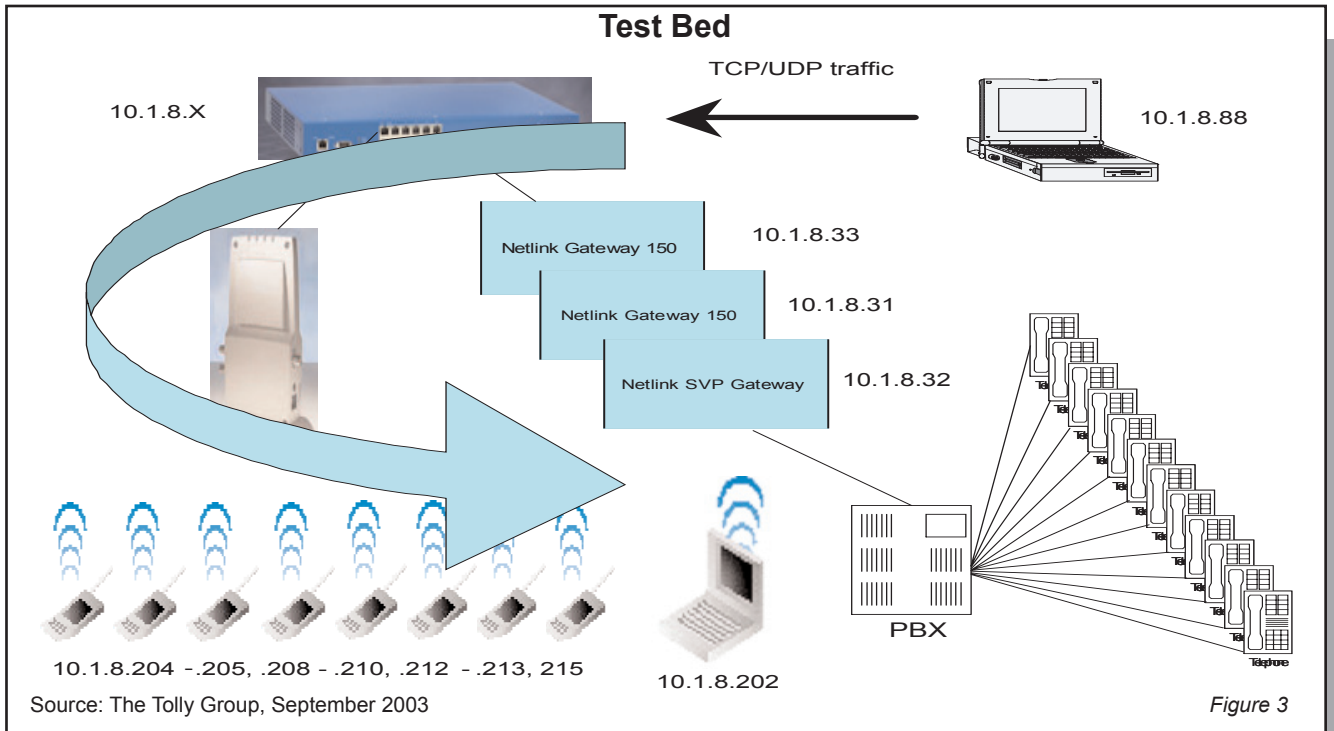 Test Bed
TCP/UDP traffic
10.1.8.X
10.1.8.88
Netlink Gateway 150
10.1.8.33
Netlink Gateway 150
10.1.8.31
Netlink SVP Gateway
10.1.8.32
PBX
Telephone
10.1.8.204 - .205, .208 - .210, .212 - .213, 215
10.1.8.202
Source: The Tolly Group, September 2003
Figure 3